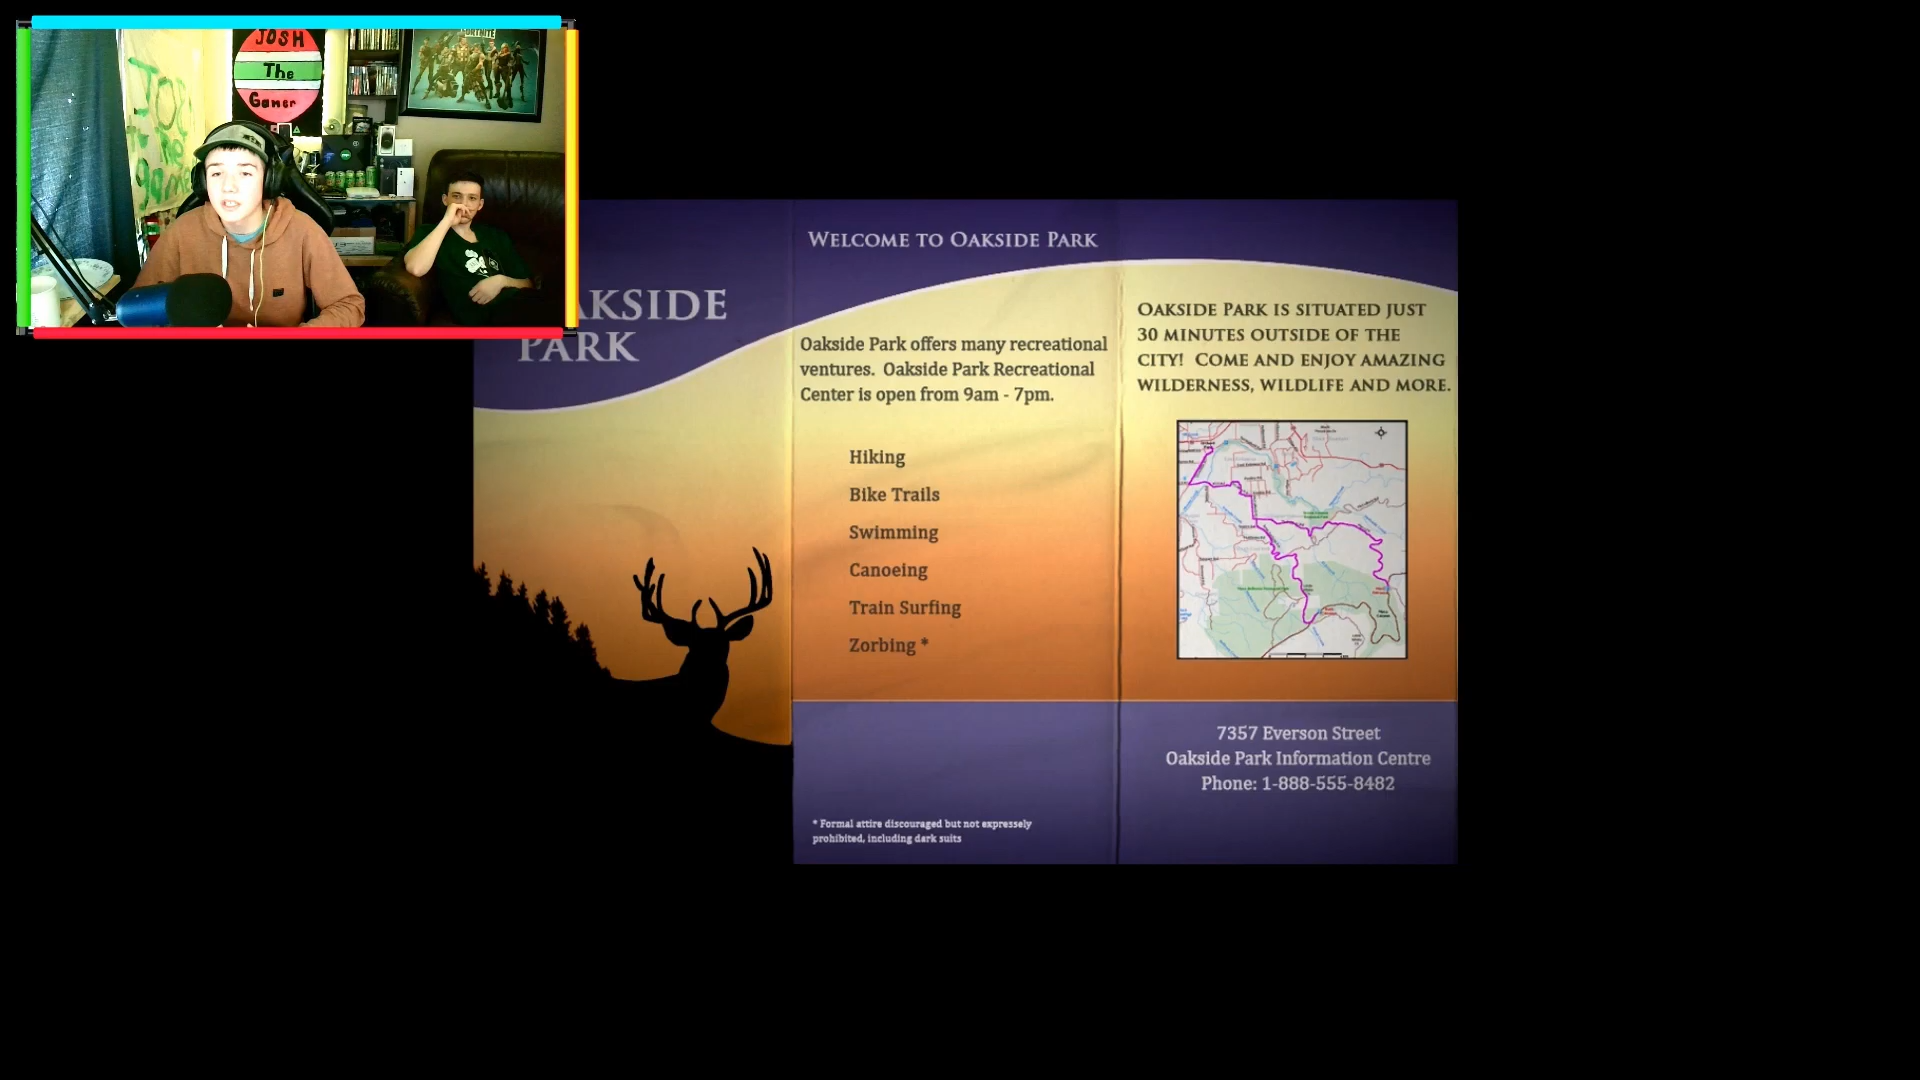 JOSH
The
Gamer
FORTNITE
AKSIDE
PARK
WELCOME TO OAKSIDE PARK
Oakside Park offers many recreational
ventures. Oakside Park Recreational
Center is open from 9am - 7pm.
Hiking
Bike Trails
Swimming
Canoeing
Train Surfing
Zorbing *
* Formal attire discouraged but not expressely
prohibited, including dark suits
OAKSIDE PARK IS SITUATED JUST
30 MINUTES OUTSIDE OF THE
CITY! COME AND ENJOY AMAZING
WILDERNESS, WILDLIFE AND MORE.
7357 Everson Street
Oakside Park Information Centre
Phone: 1-888-555-8482